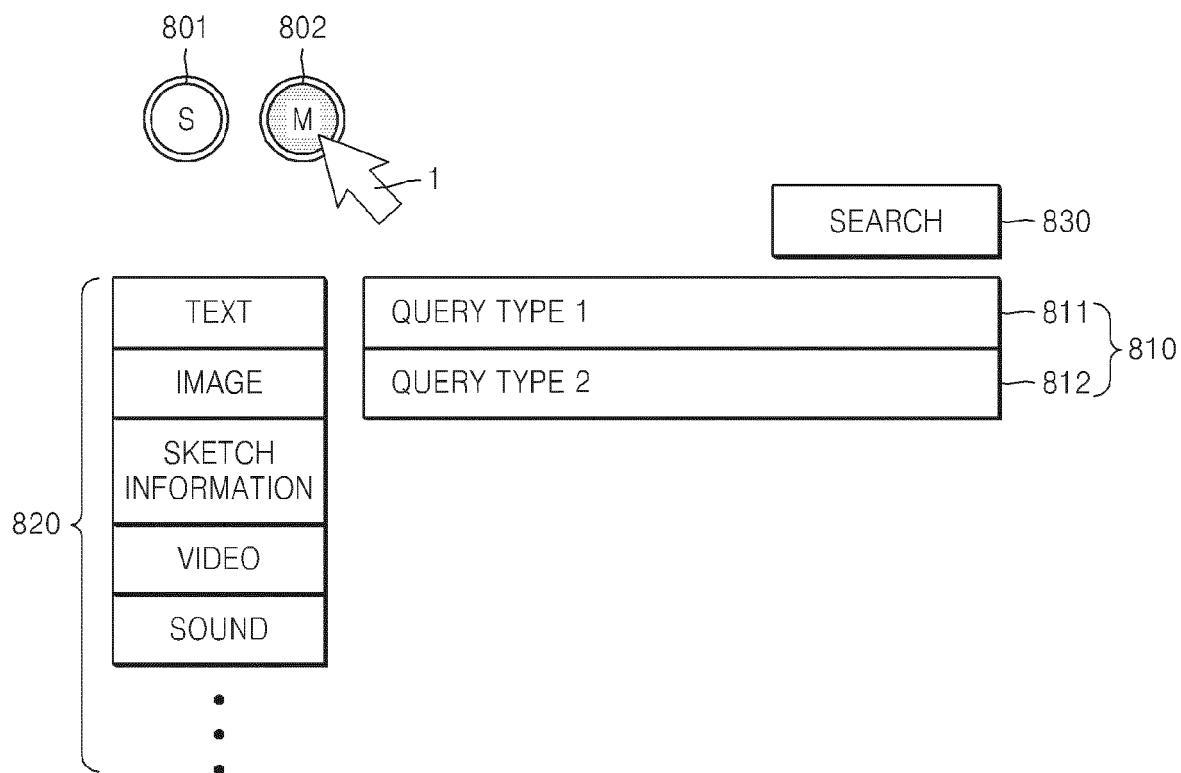 801 802
S M
1
SEARCH 830
TEXT QUERY TYPE 1 811
810
IMAGE QUERY TYPE 2 812
SKETCH
INFORMATION
820
VIDEO
SOUND